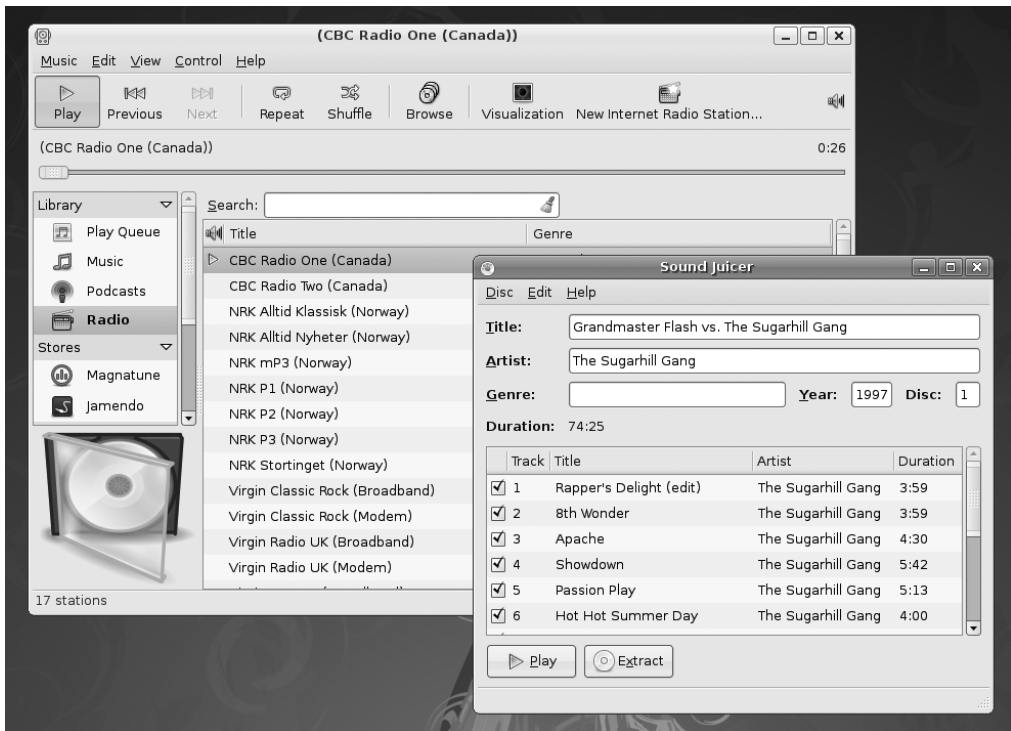 (CBC Radio One (Canada))
Music Edit View Control Help
Play Previous Next Repeat Shuffle Browse Visualization New Internet Radio Station...
(CBC Radio One (Canada)) 0:26
Library
Play Queue
Music
Podcasts
Radio
Stores
Magnatune
Jamendo
Search:
Title Genre
CBC Radio One (Canada)
CBC Radio Two (Canada)
NRK Alltid Klassisk (Norway)
NRK Alltid Nyheter (Norway)
NRK mP3 (Norway)
NRK P1 (Norway)
NRK P2 (Norway)
NRK P3 (Norway)
NRK Stortinget (Norway)
Virgin Classic Rock (Broadband)
Virgin Classic Rock (Modem)
Virgin Radio UK (Broadband)
Virgin Radio UK (Modem)
17 stations
Sound Juicer
Disc Edit Help
Title: Grandmaster Flash vs. The Sugarhill Gang
Artist: The Sugarhill Gang
Genre: Year: 1997 Disc: 1
Duration: 74:25
Track Title Artist Duration
1 Rapper's Delight (edit) The Sugarhill Gang 3:59
2 8th Wonder The Sugarhill Gang 3:59
3 Apache The Sugarhill Gang 4:30
4 Showdown The Sugarhill Gang 5:42
5 Passion Play The Sugarhill Gang 5:13
6 Hot Hot Summer Day The Sugarhill Gang 4:00
Play Extract